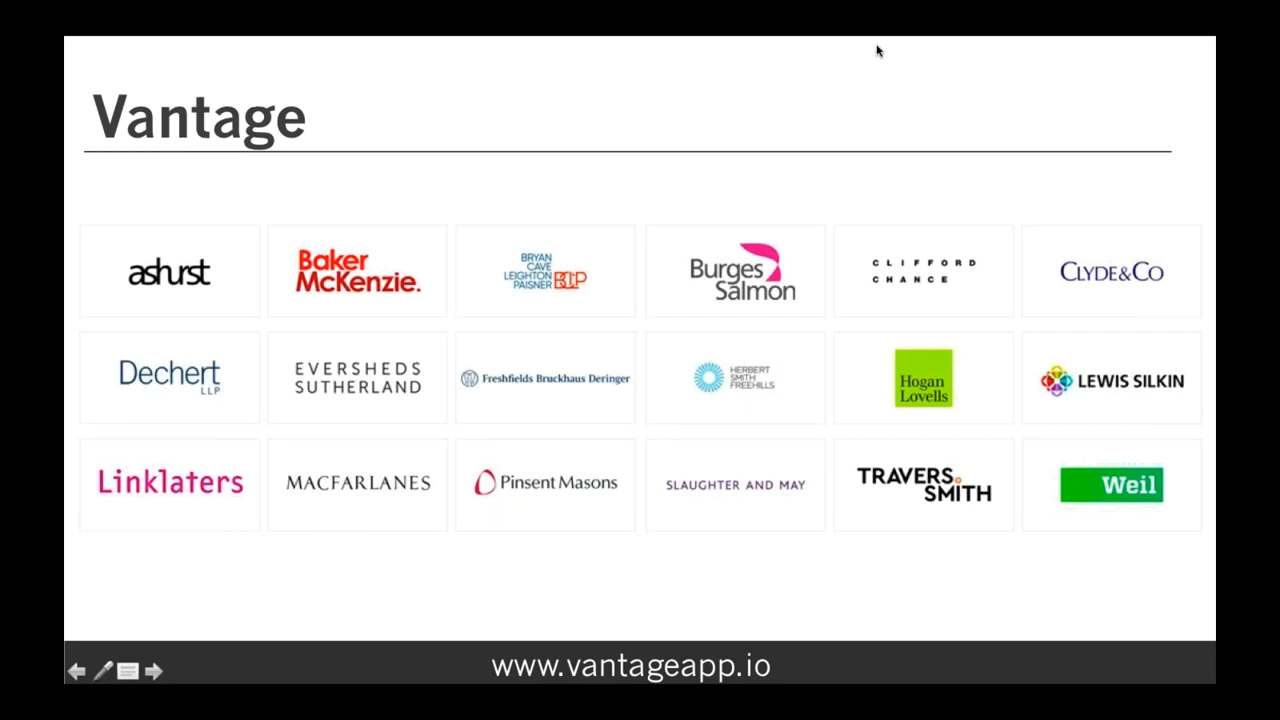 Vantage
ashurst
Baker
McKenzie.
BRYAN
CAVE
LEIGHTON
PAISNER BCLP
Burges
Salmon
CLIFFORD
CHANCE
CLYDE&CO
Dechert
LLP
EVERSHEDS
SUTHERLAND
Freshfields Bruckhaus Deringer
HERBERT
SMITH
FREEHILLS
Hogan
Lovells
LEWIS SILKIN
Linklaters
MACFARLANES
Pinsent Masons
SLAUGHTER AND MAY
TRAVERS
SMITH
Weil
www.vantageapp.io